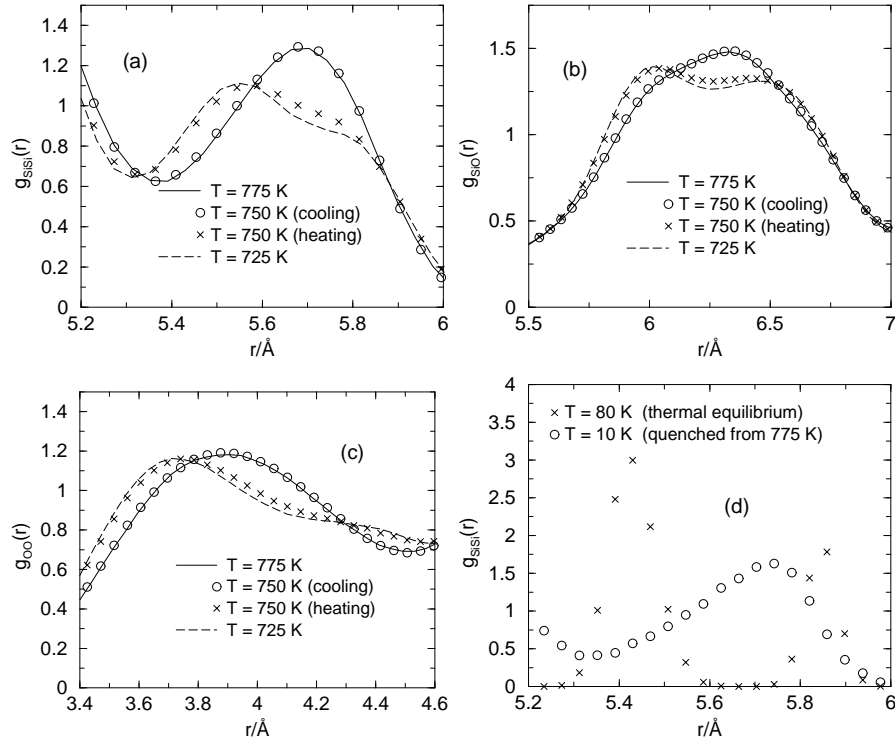 (a)
g_SiSi(r)
1.4
1.2
1
0.8
0.6
0.4
0.2
0
T = 775 K
T = 750 K (cooling)
T = 750 K (heating)
T = 725 K
5.2 5.4 5.6 5.8 6
r/Å
(b)
g_SiO(r)
1.5
1
0.5
0
T = 775 K
T = 750 K (cooling)
T = 750 K (heating)
T = 725 K
5.5 6 6.5 7
r/Å
(c)
g_OO(r)
1.4
1.2
1
0.8
0.6
0.4
0.2
0
T = 775 K
T = 750 K (cooling)
T = 750 K (heating)
T = 725 K
3.4 3.6 3.8 4 4.2 4.4 4.6
r/Å
(d)
g_SiSi(r)
4
3.5
3
2.5
2
1.5
1
0.5
0
T = 80 K (thermal equilibrium)
T = 10 K (quenched from 775 K)
5.2 5.4 5.6 5.8 6
r/Å